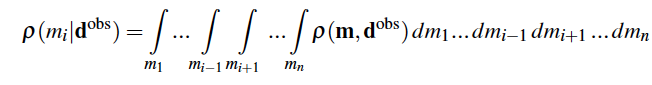 ρ(m_i|d^obs) = ∫ ... ∫ ∫ ... ∫ ρ(m, d^obs) dm_1 ... dm_{i−1} dm_{i+1} ... dm_n
m_1 m_{i−1} m_{i+1} m_n